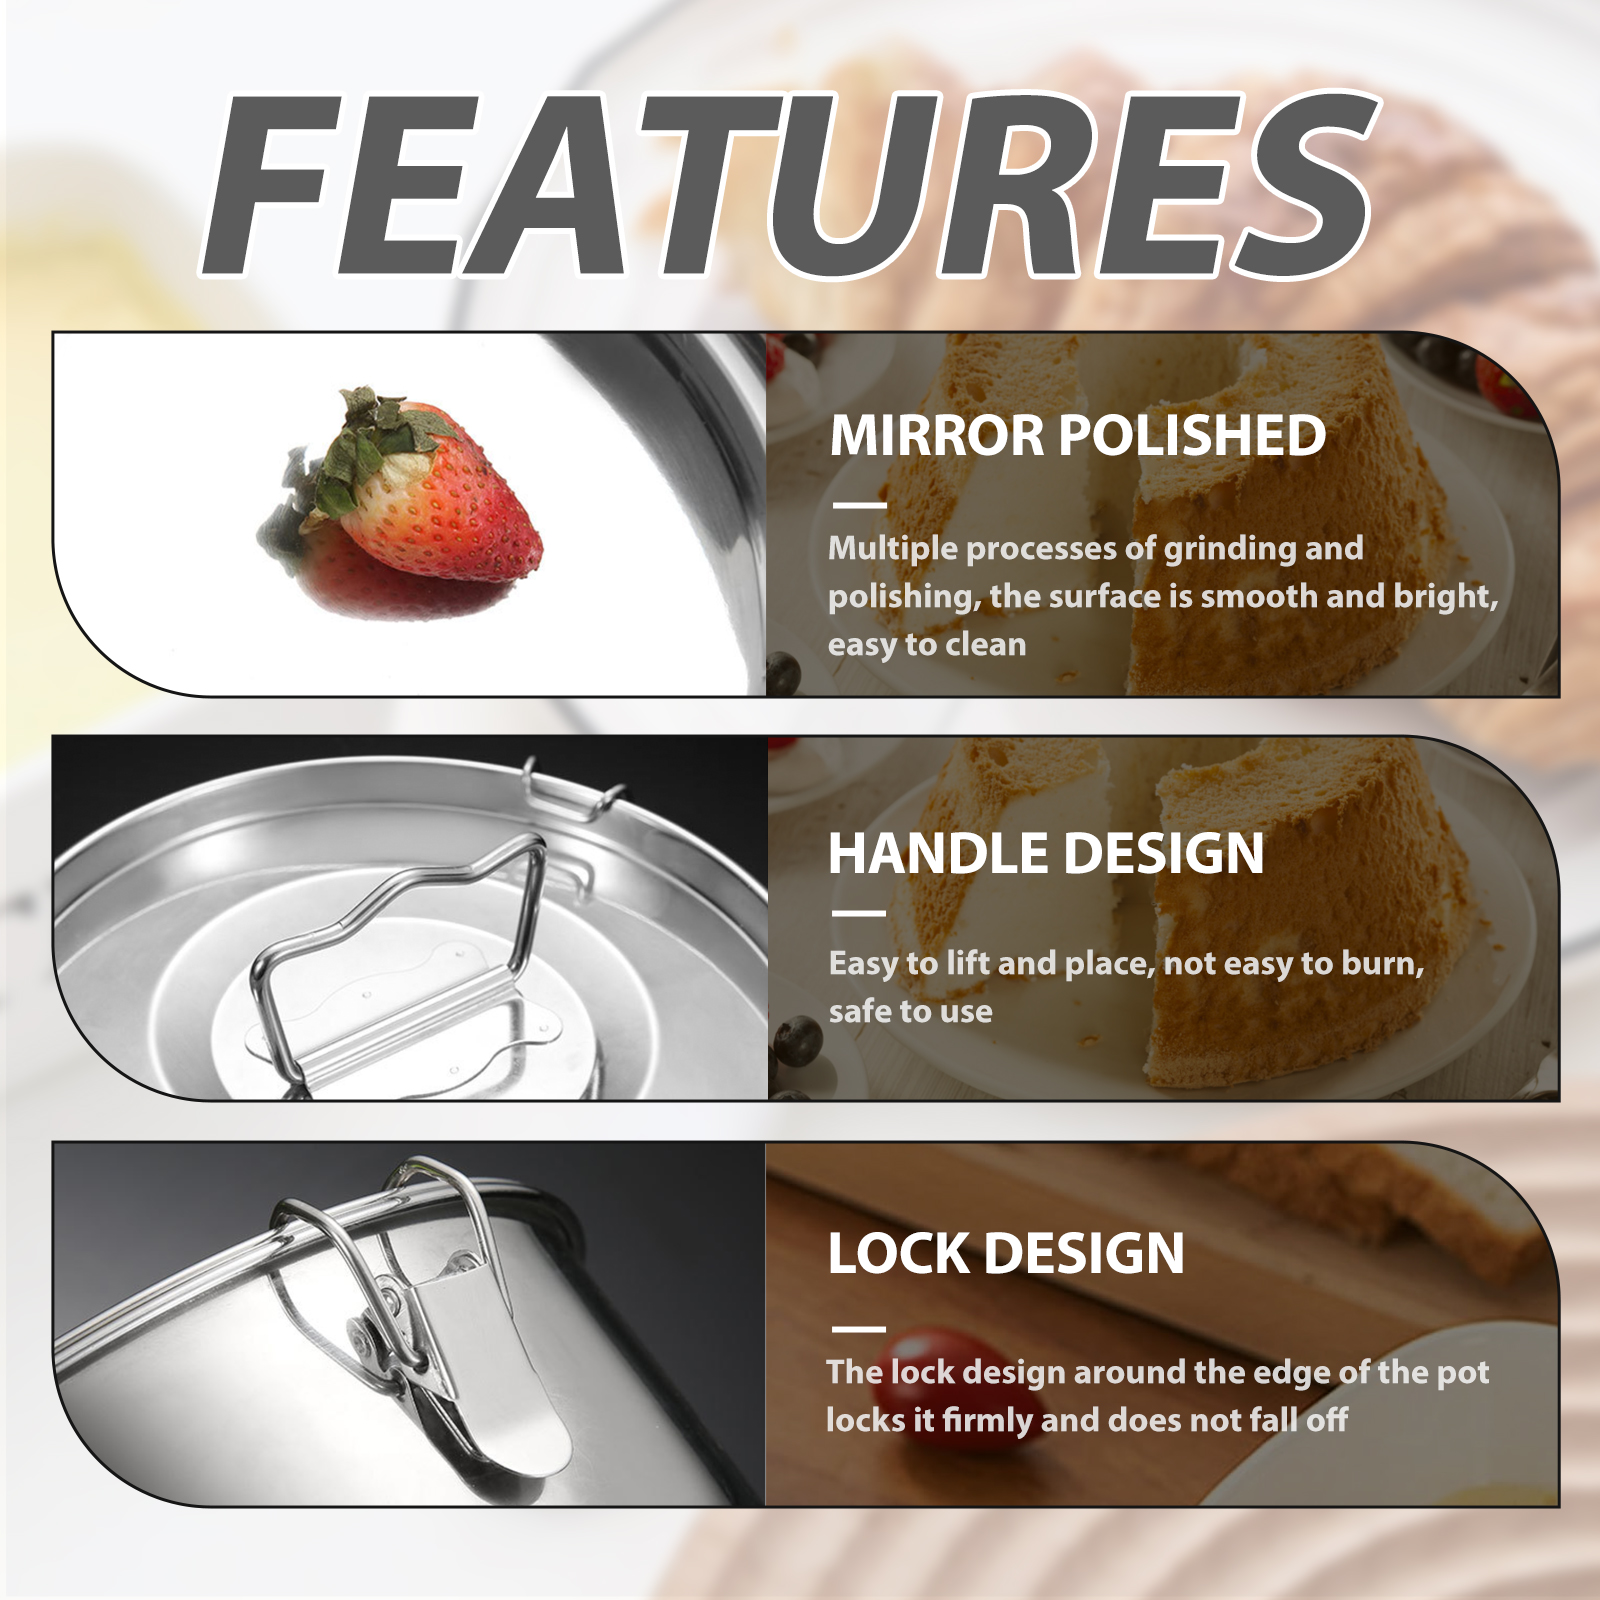 FEATURES
MIRROR POLISHED
Multiple processes of grinding and
polishing, the surface is smooth and bright,
easy to clean
HANDLE DESIGN
Easy to lift and place, not easy to burn,
safe to use
LOCK DESIGN
The lock design around the edge of the pot
locks it firmly and does not fall off